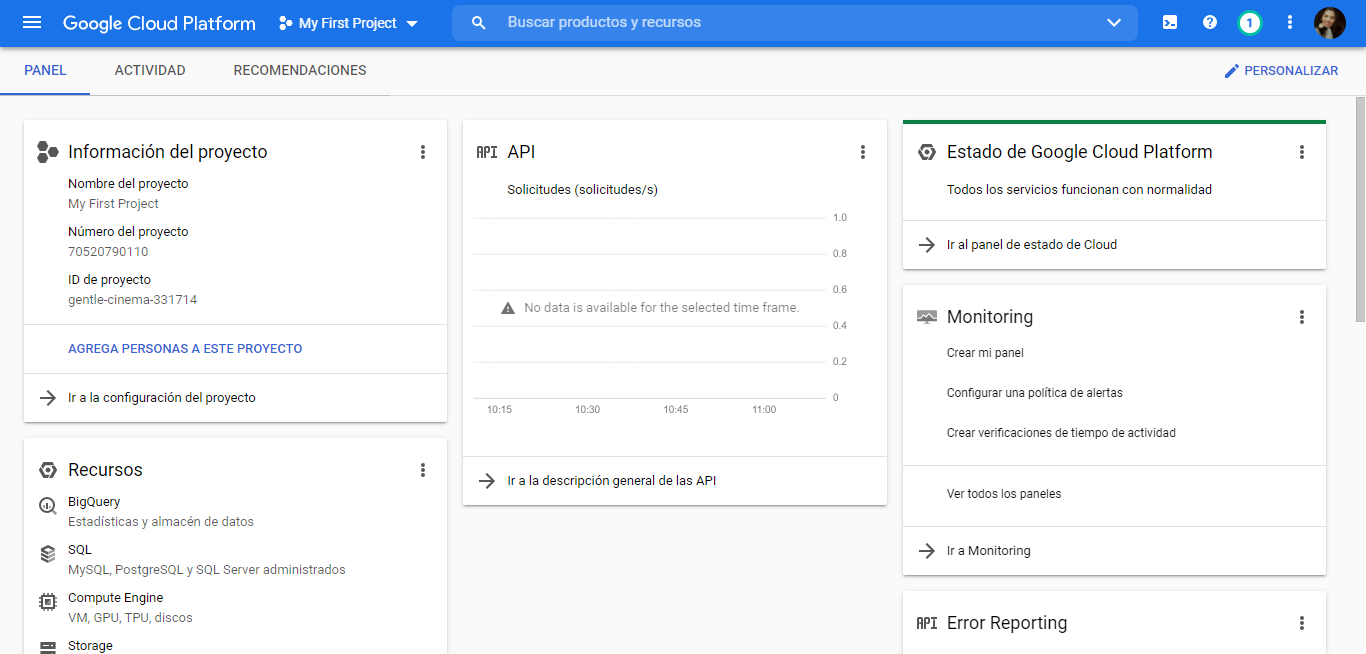 Google Cloud Platform
My First Project
Buscar productos y recursos
1
PANEL
ACTIVIDAD
RECOMENDACIONES
PERSONALIZAR
Información del proyecto
Nombre del proyecto
My First Project
Número del proyecto
70520790110
ID de proyecto
gentle-cinema-331714
AGREGA PERSONAS A ESTE PROYECTO
Ir a la configuración del proyecto
Recursos
BigQuery
Estadísticas y almacén de datos
SQL
MySQL, PostgreSQL y SQL Server administrados
Compute Engine
VM, GPU, TPU, discos
Storage
API API
Solicitudes (solicitudes/s)
1.0
0.8
0.6
No data is available for the selected time frame.
0.4
0.2
0
10:15 10:30 10:45 11:00
Ir a la descripción general de las API
Estado de Google Cloud Platform
Todos los servicios funcionan con normalidad
Ir al panel de estado de Cloud
Monitoring
Crear mi panel
Configurar una política de alertas
Crear verificaciones de tiempo de actividad
Ver todos los paneles
Ir a Monitoring
API Error Reporting